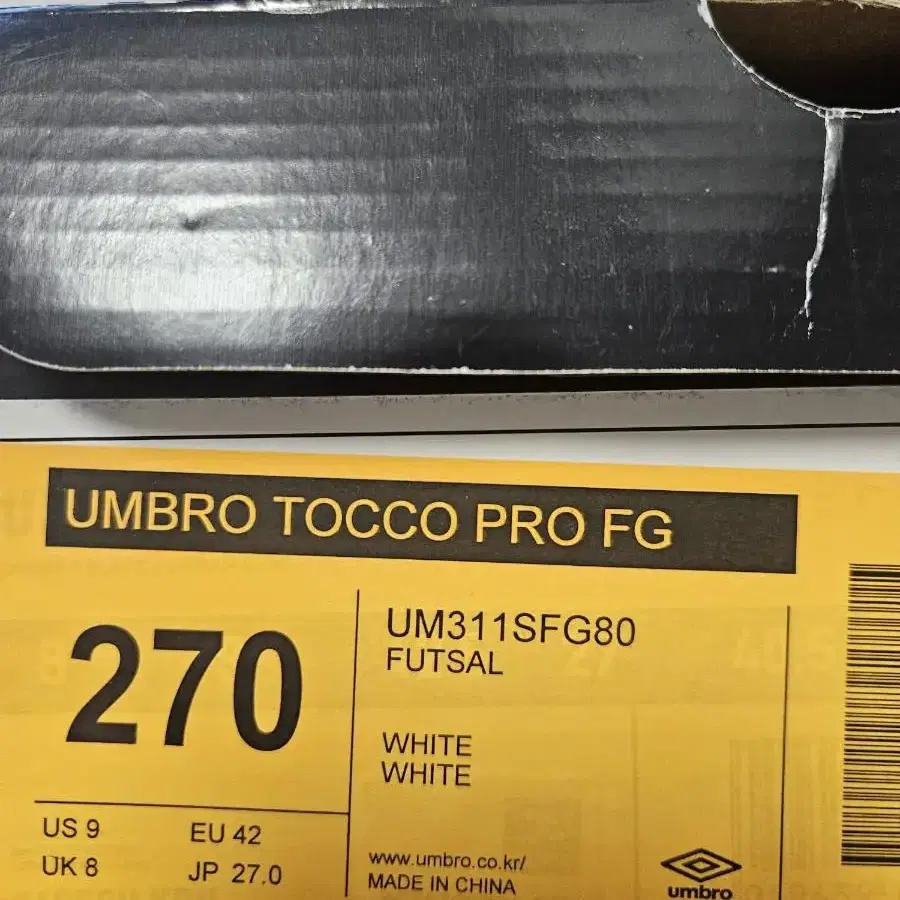 UMBRO TOCCO PRO FG
270
UM311SFG80
FUTSAL
WHITE
WHITE
US 9 EU 42
UK 8 JP 27.0
www.umbro.co.kr/
MADE IN CHINA
umbro